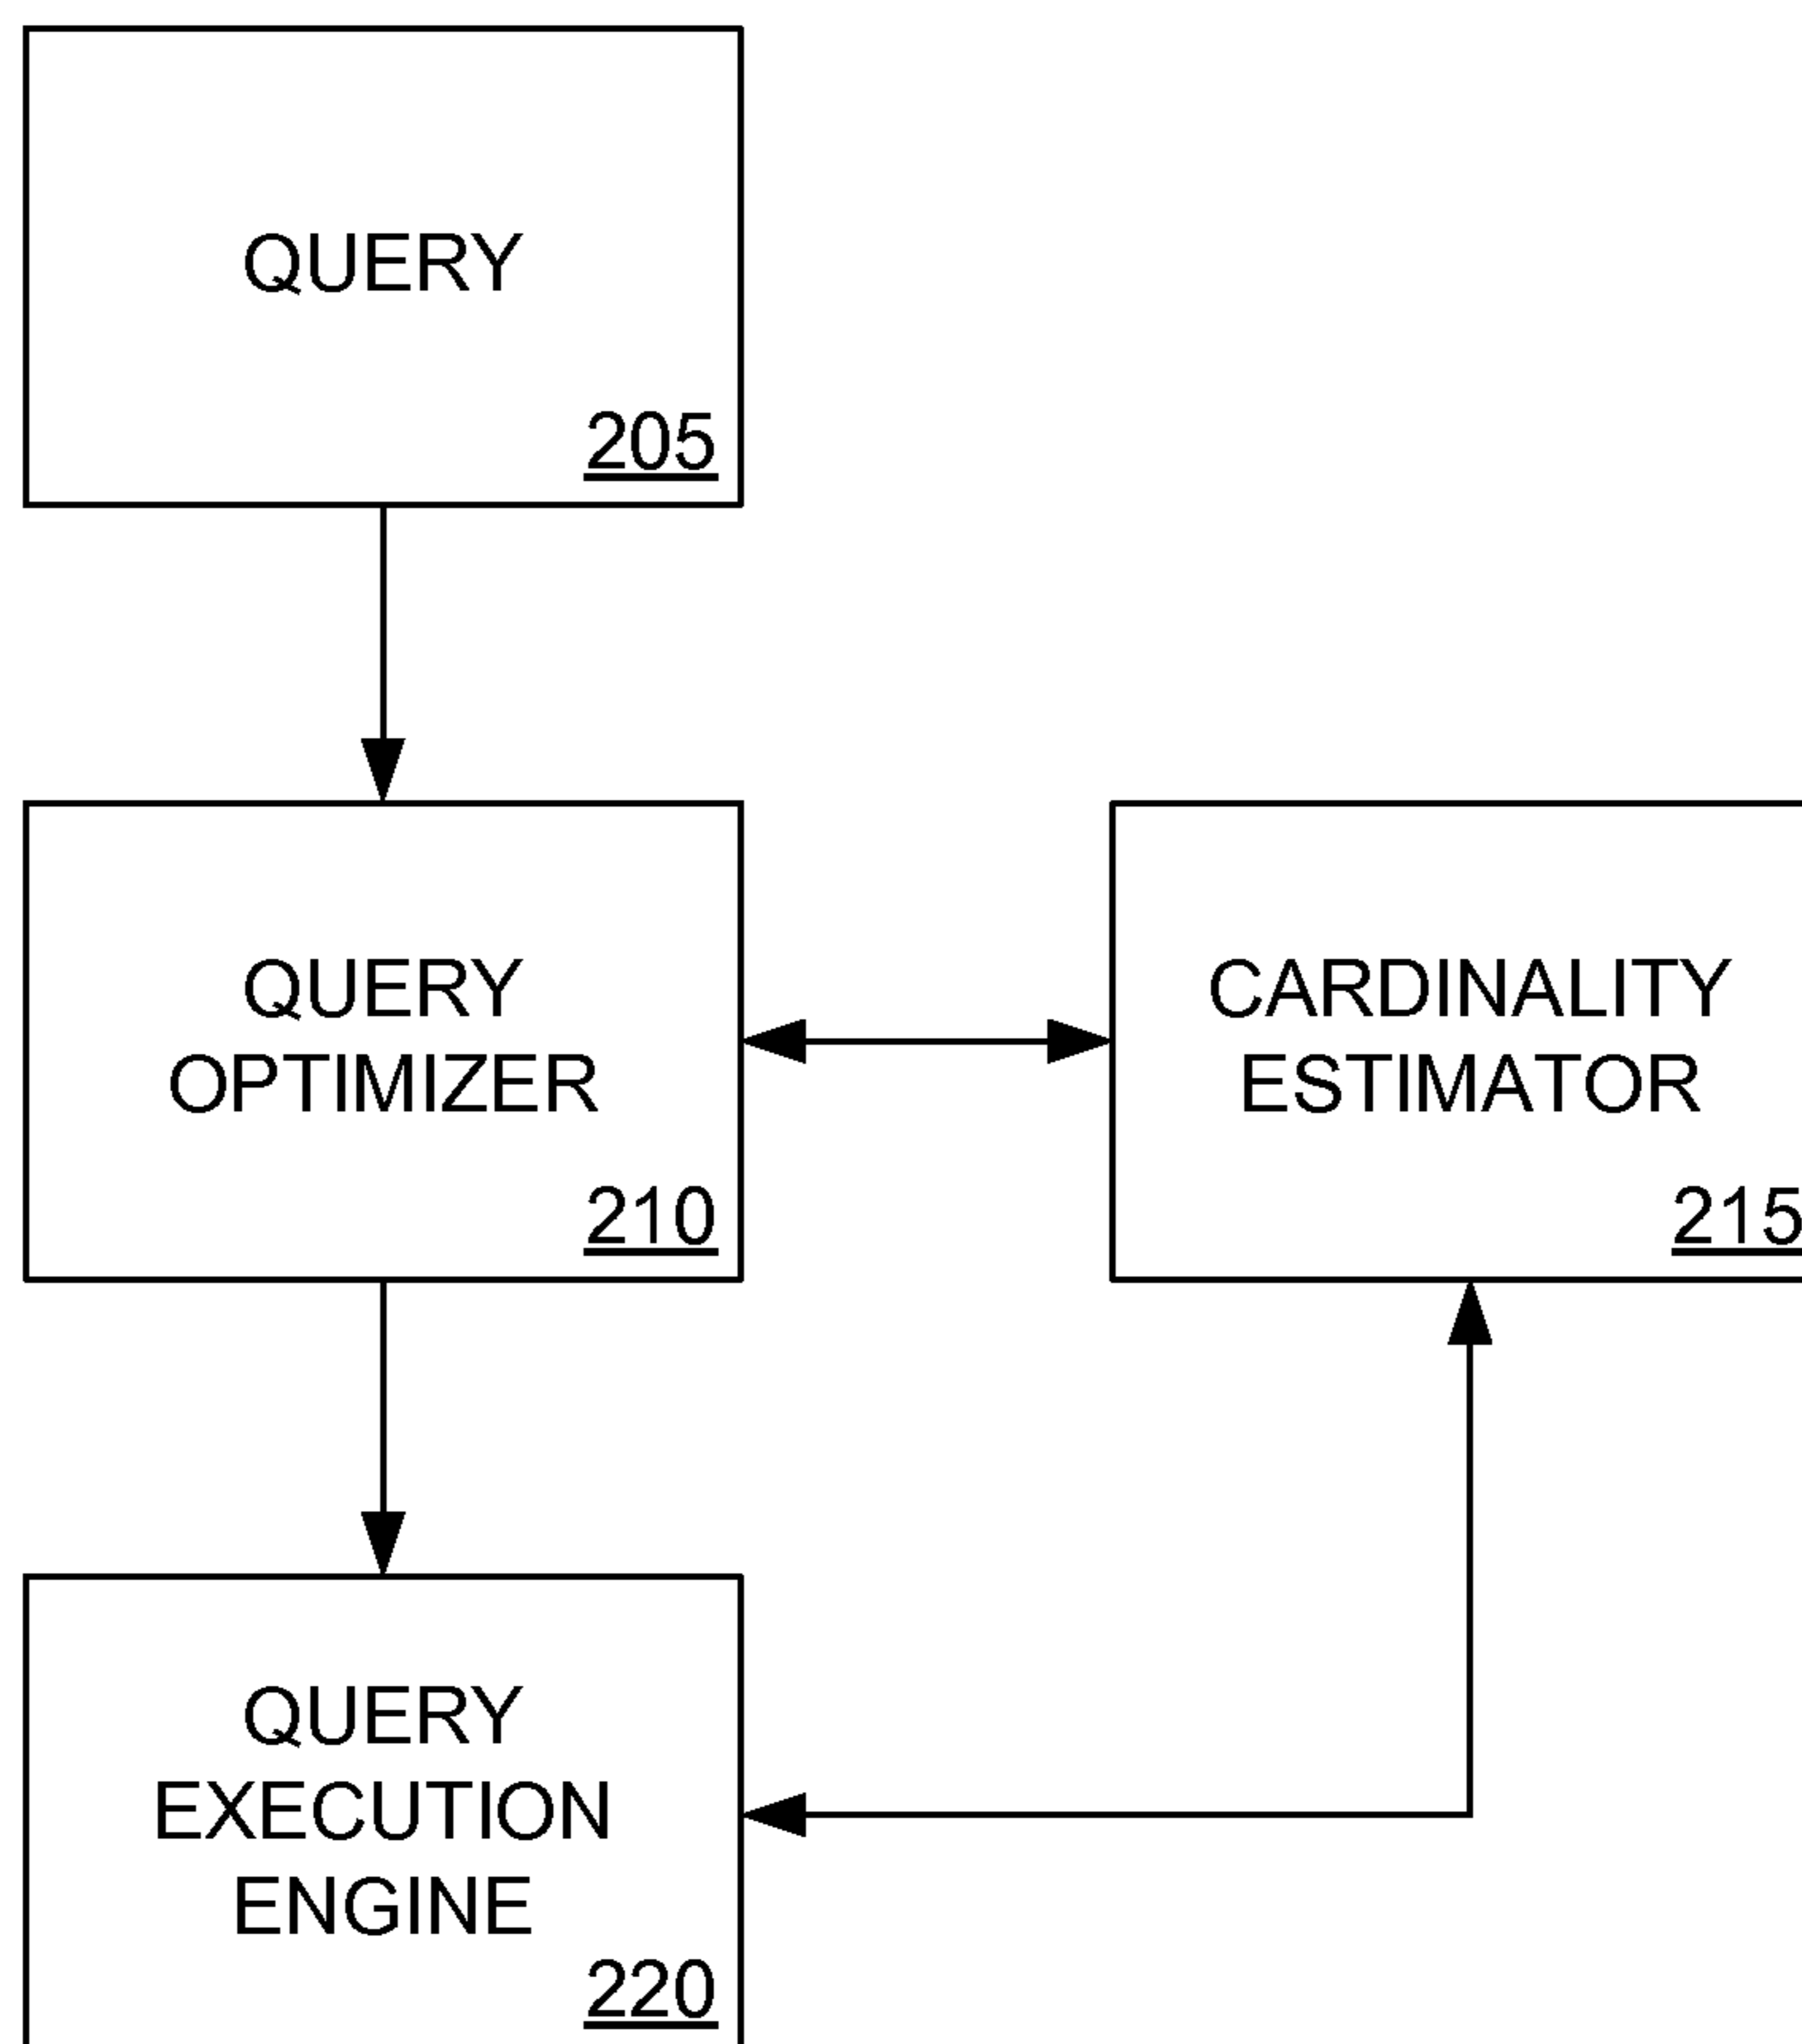 QUERY
205
QUERY
OPTIMIZER
210
CARDINALITY
ESTIMATOR
215
QUERY
EXECUTION
ENGINE
220